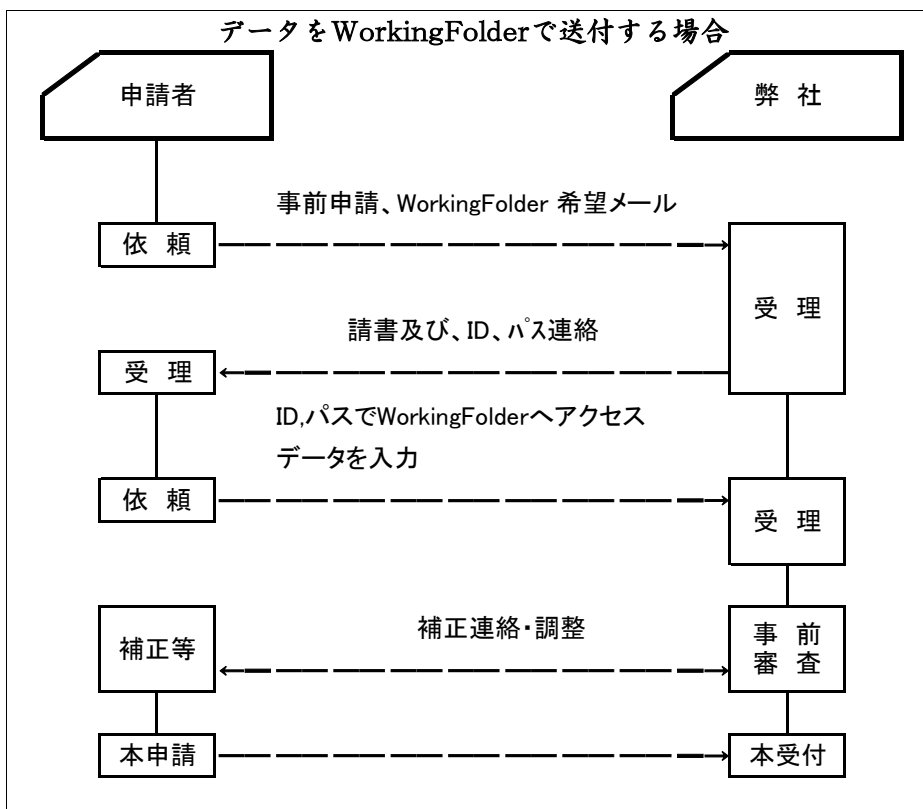 データをWorkingFolderで送付する場合
申請者
弊 社
事前申請、WorkingFolder 希望メール
依 頼
受 理
請書及び、ID、パス連絡
受 理
ID,パスでWorkingFolderへアクセス
データを入力
依 頼
受 理
補正等
補正連絡・調整
事 前
審 査
本申請
本受付